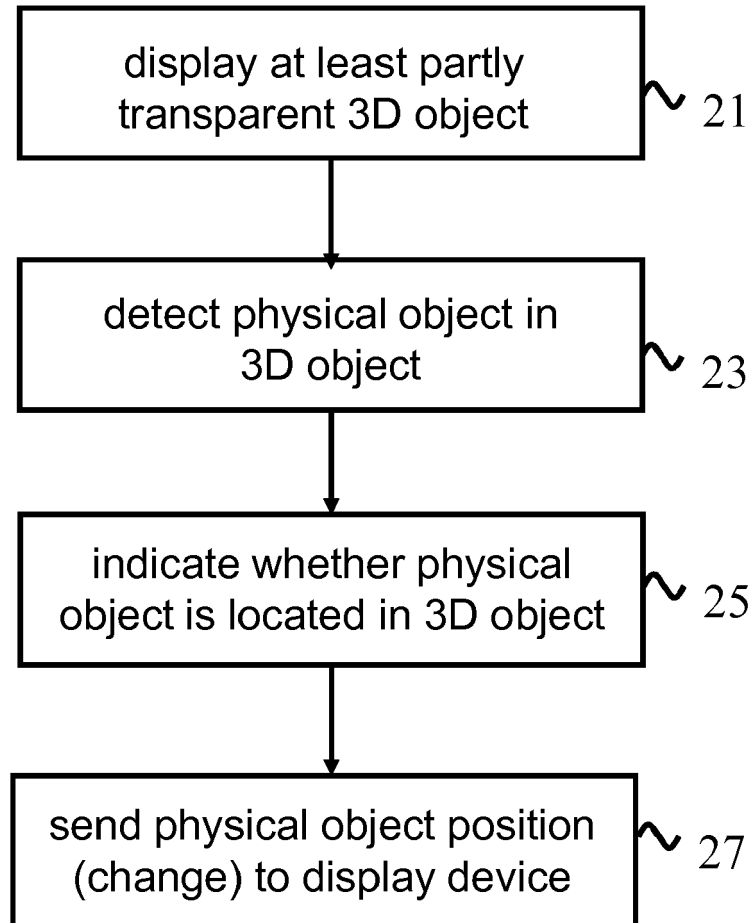 display at least partly
transparent 3D object
21
detect physical object in
3D object
23
indicate whether physical
object is located in 3D object
25
send physical object position
(change) to display device
27